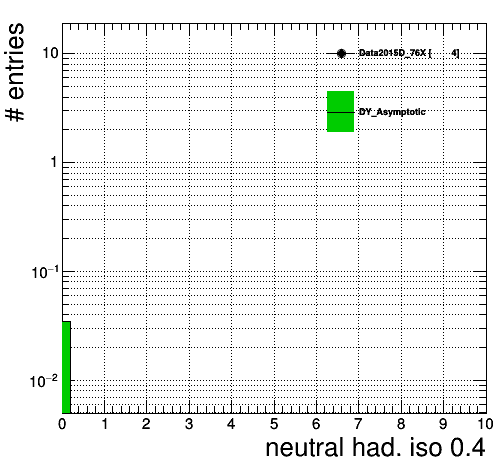 # entries
10
Data2015D_76X [ 4]
DY_Asymptotic
1
10⁻¹
10⁻²
0 1 2 3 4 5 6 7 8 9 10
neutral had. iso 0.4